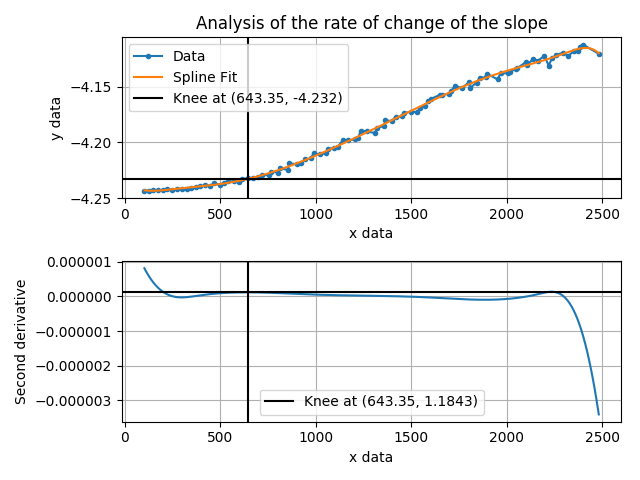 Analysis of the rate of change of the slope
Data
Spline Fit
Knee at (643.35, -4.232)
−4.15
−4.20
−4.25
y data
0 500 1000 1500 2000 2500
x data
0.000001
0.000000
−0.000001
−0.000002
−0.000003
Second derivative
Knee at (643.35, 1.1843)
0 500 1000 1500 2000 2500
x data